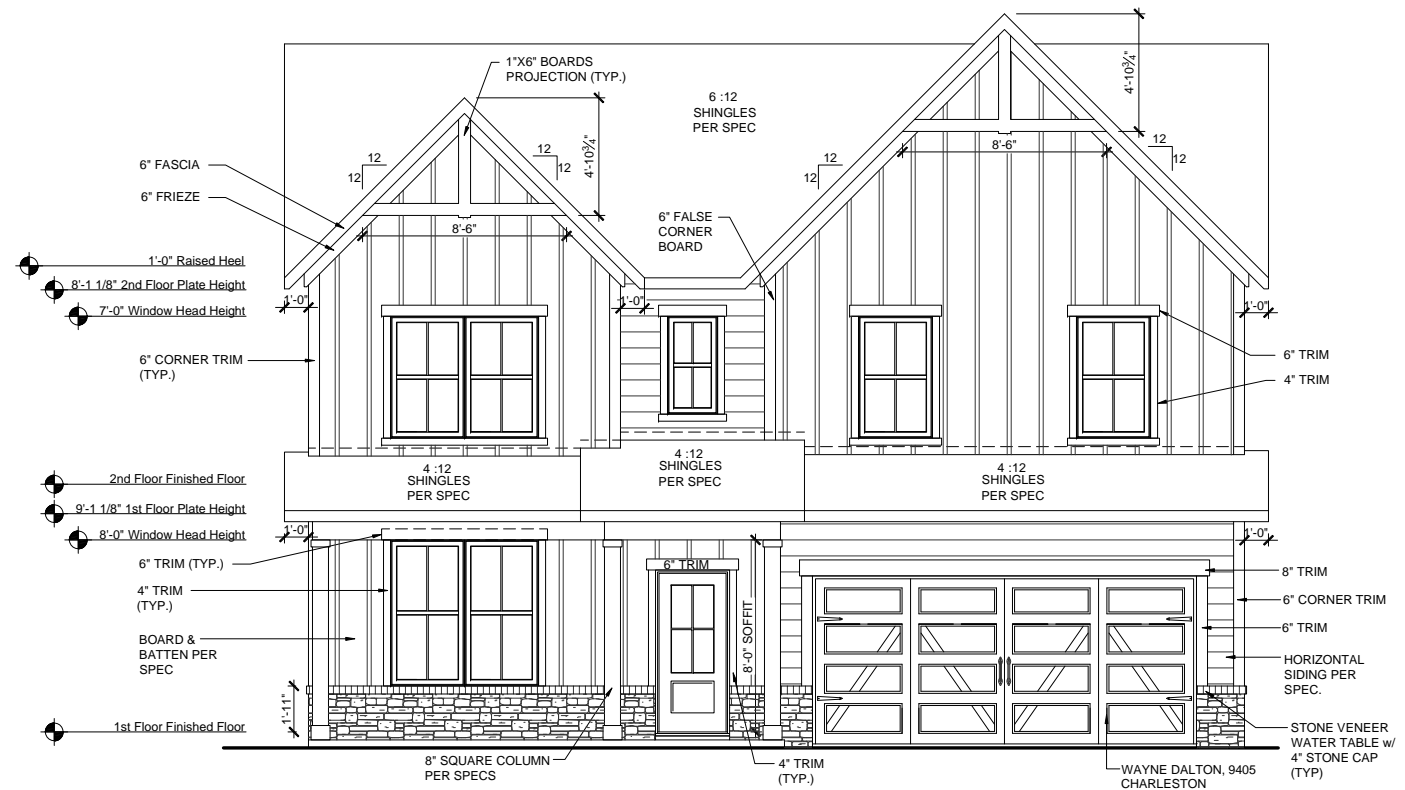 1"X6" BOARDS
PROJECTION (TYP.)
4'-10¾"
6 :12
SHINGLES
PER SPEC
4'-10¾"
12
12
12
12
12
12
12
12
8'-6"
8'-6"
6" FASCIA
6" FRIEZE
6" FALSE
CORNER
BOARD
1'-0" Raised Heel
8'-1 1/8" 2nd Floor Plate Height
7'-0" Window Head Height
1'-0"
1'-0"
1'-0"
6" CORNER TRIM
(TYP.)
6" TRIM
4" TRIM
4 :12
SHINGLES
PER SPEC
4 :12
SHINGLES
PER SPEC
4 :12
SHINGLES
PER SPEC
2nd Floor Finished Floor
9'-1 1/8" 1st Floor Plate Height
8'-0" Window Head Height
1'-0"
1'-0"
6" TRIM (TYP.)
4" TRIM
(TYP.)
BOARD &
BATTEN PER
SPEC
6" TRIM
8'-0" SOFFIT
8" TRIM
6" CORNER TRIM
6" TRIM
HORIZONTAL
SIDING PER
SPEC.
1'-11"
1st Floor Finished Floor
8" SQUARE COLUMN
PER SPECS
4" TRIM
(TYP.)
WAYNE DALTON, 9405
CHARLESTON
STONE VENEER
WATER TABLE w/
4" STONE CAP
(TYP)